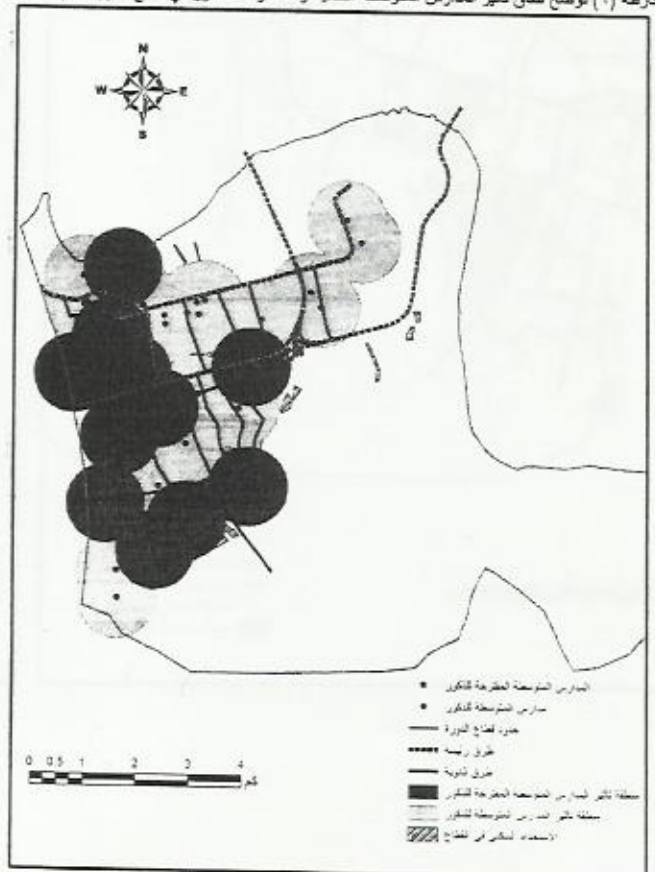 N
W E
S
المدارس المتوسطة المقترحة للذكور
مدارس المتوسطة للذكور
حدود قطاع الدورة
طرق رئيسه
طرق ثانوية
منطقة تأثير المدارس المتوسطة المقترحة للذكور
منطقة تأثير المدارس المتوسطة للذكور
الاستعمال السكني في القطاع
0 0.5 1 2 3 4
كم